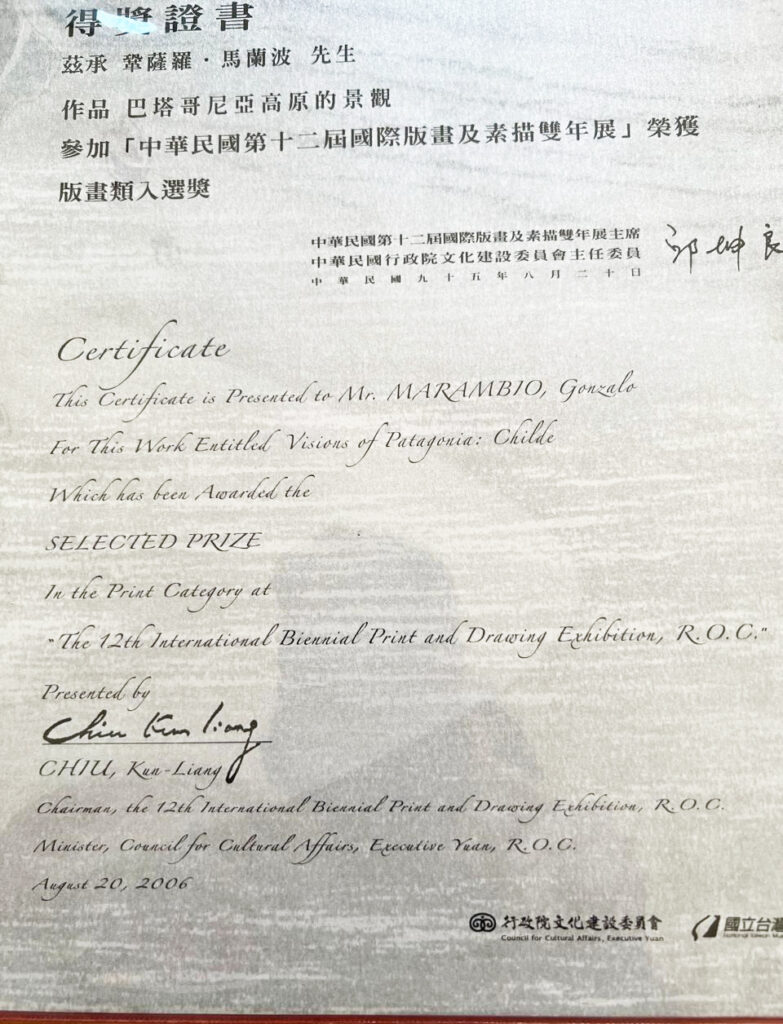 得獎證書
茲承 鞏薩羅·馬蘭波 先生
作品 巴塔哥尼亞高原的景觀
參加「中華民國第十二屆國際版畫及素描雙年展」榮獲
版畫類入選獎
中華民國第十二屆國際版畫及素描雙年展主席
中華民國行政院文化建設委員會主任委員
邱坤良
中華民國九十五年八月二十日
Certificate
This Certificate is Presented to Mr. MARAMBIO, Gonzalo
For This Work Entitled Visions of Patagonia: Childe
Which has been Awarded the
SELECTED PRIZE
In the Print Category at
"The 12th International Biennial Print and Drawing Exhibition, R.O.C."
Presented by
Chiu Kun liang
CHIU, Kun-Liang
Chairman, the 12th International Biennial Print and Drawing Exhibition, R.O.C.
Minister, Council for Cultural Affairs, Executive Yuan, R.O.C.
August 20, 2006
行政院文化建設委員會
Council for Cultural Affairs, Executive Yuan
國立台灣
National Taiwan